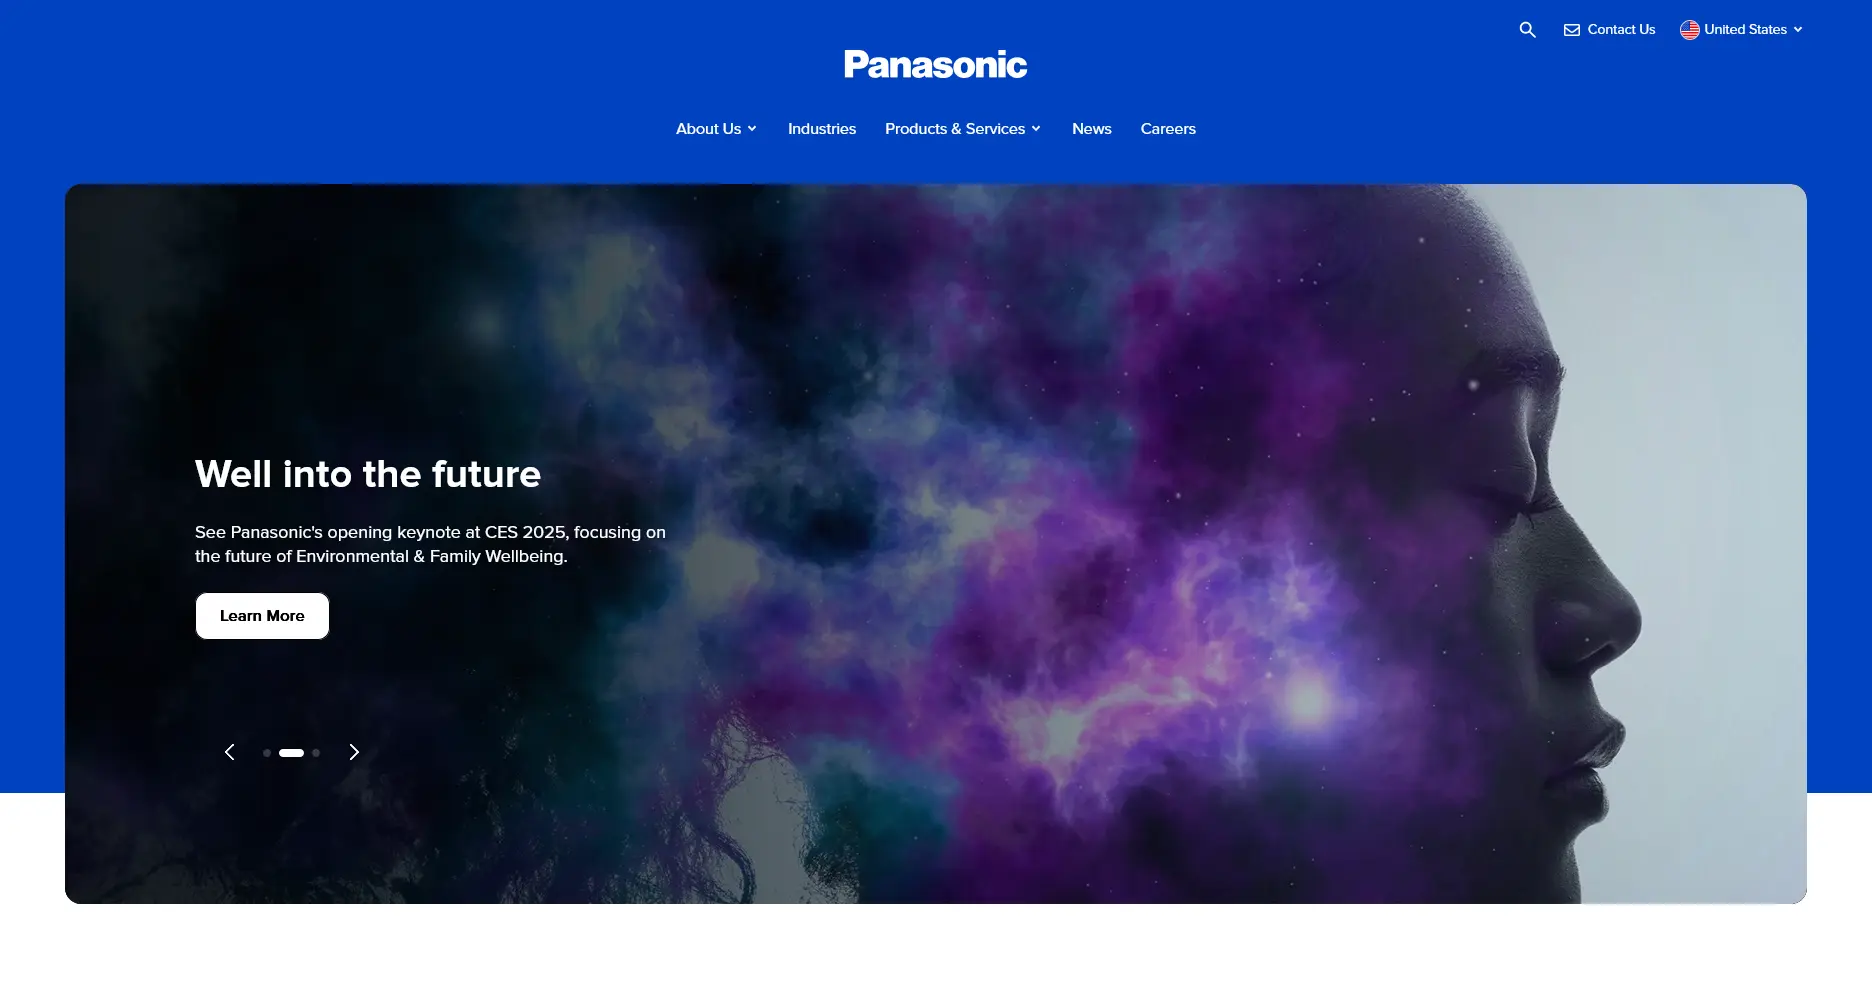 Contact Us
United States
Panasonic
About Us
Industries
Products & Services
News
Careers
Well into the future
See Panasonic's opening keynote at CES 2025, focusing on
the future of Environmental & Family Wellbeing.
Learn More